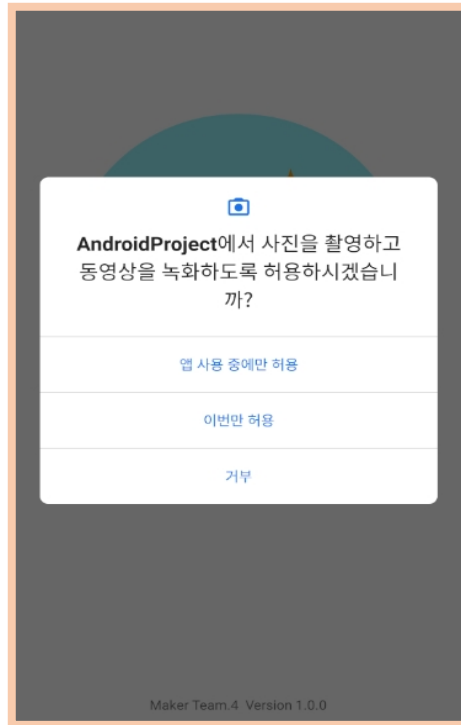 AndroidProject에서 사진을 촬영하고
동영상을 녹화하도록 허용하시겠습니
까?
앱 사용 중에만 허용
이번만 허용
거부
Maker Team.4 Version 1.0.0